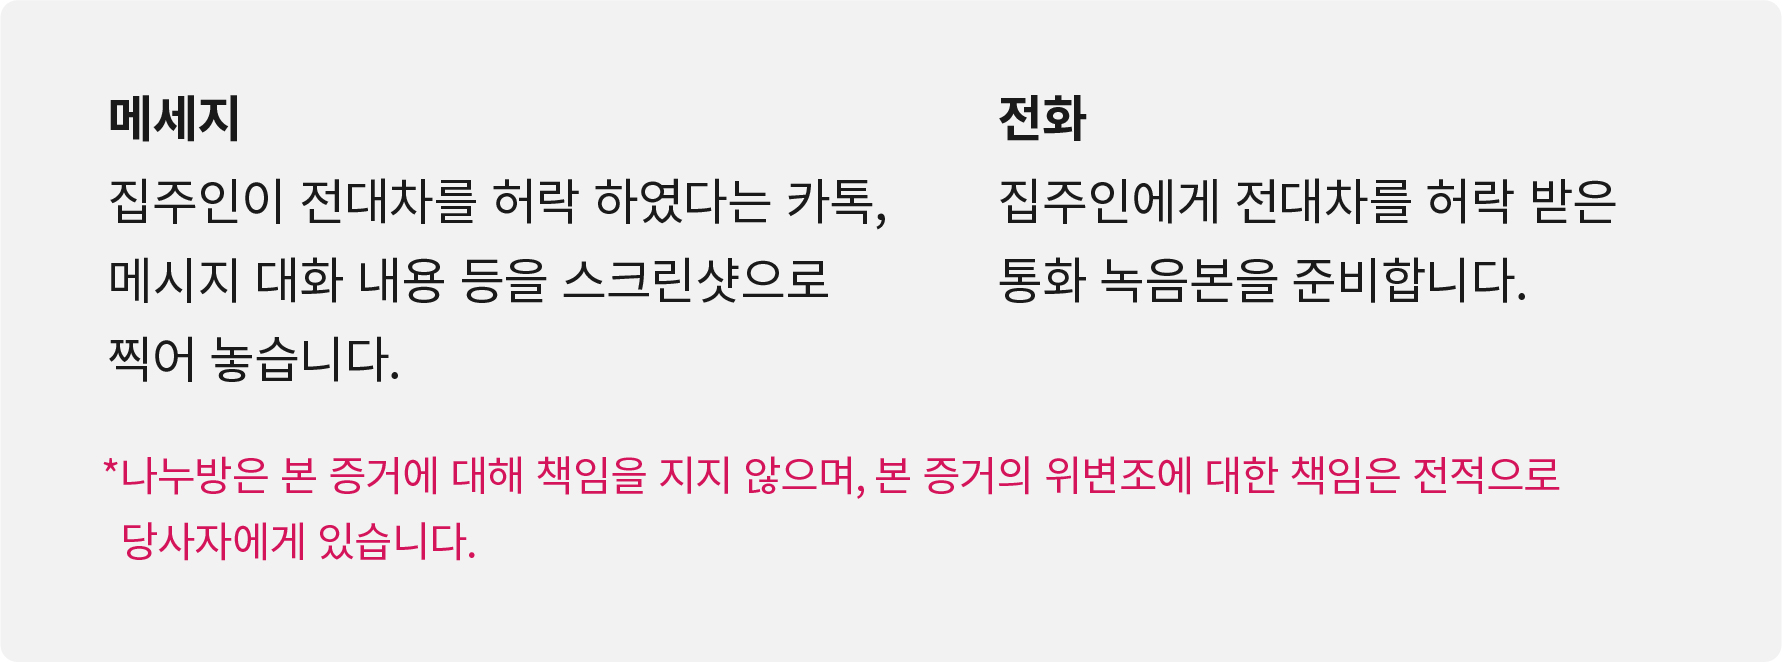 메세지
집주인이 전대차를 허락 하였다는 카톡,
메시지 대화 내용 등을 스크린샷으로
찍어 놓습니다.
전화
집주인에게 전대차를 허락 받은
통화 녹음본을 준비합니다.
*나누방은 본 증거에 대해 책임을 지지 않으며, 본 증거의 위변조에 대한 책임은 전적으로
당사자에게 있습니다.